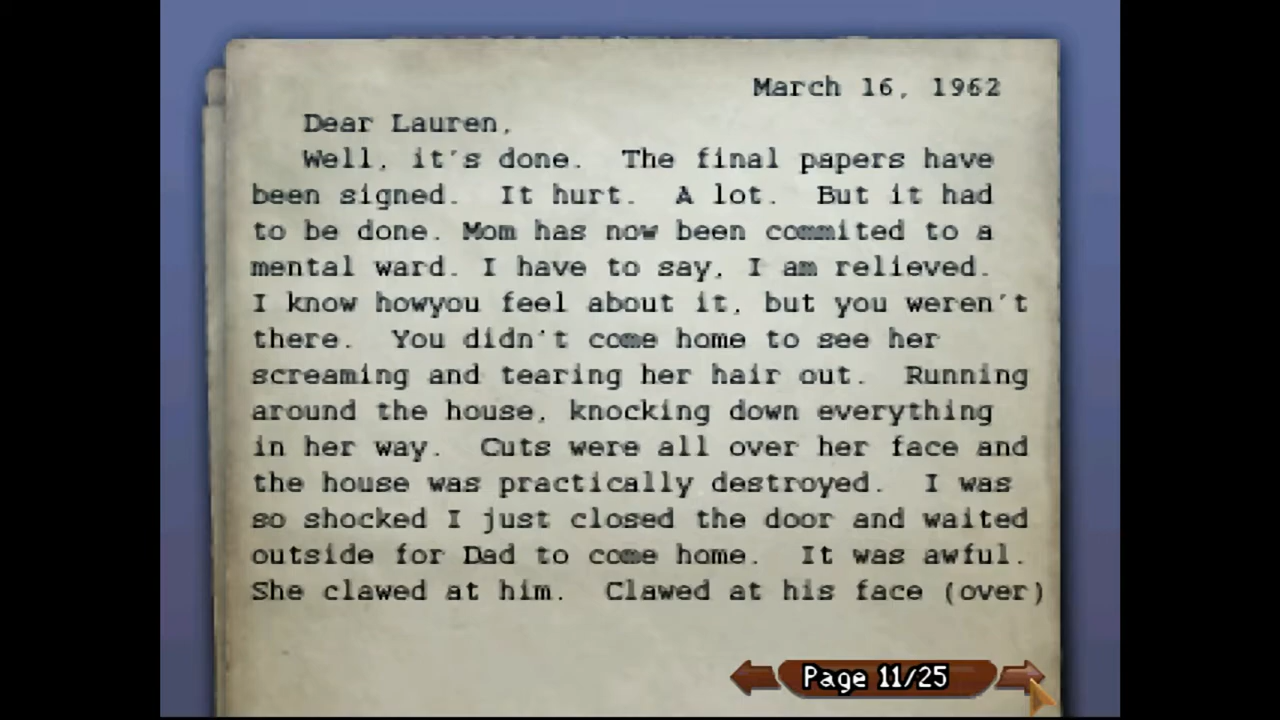 March 16, 1962
Dear Lauren,
Well, it's done. The final papers have
been signed. It hurt. A lot. But it had
to be done. Mom has now been commited to a
mental ward. I have to say, I am relieved.
I know howyou feel about it, but you weren't
there. You didn't come home to see her
screaming and tearing her hair out. Running
around the house, knocking down everything
in her way. Cuts were all over her face and
the house was practically destroyed. I was
so shocked I just closed the door and waited
outside for Dad to come home. It was awful.
She clawed at him. Clawed at his face (over)
Page 11/25